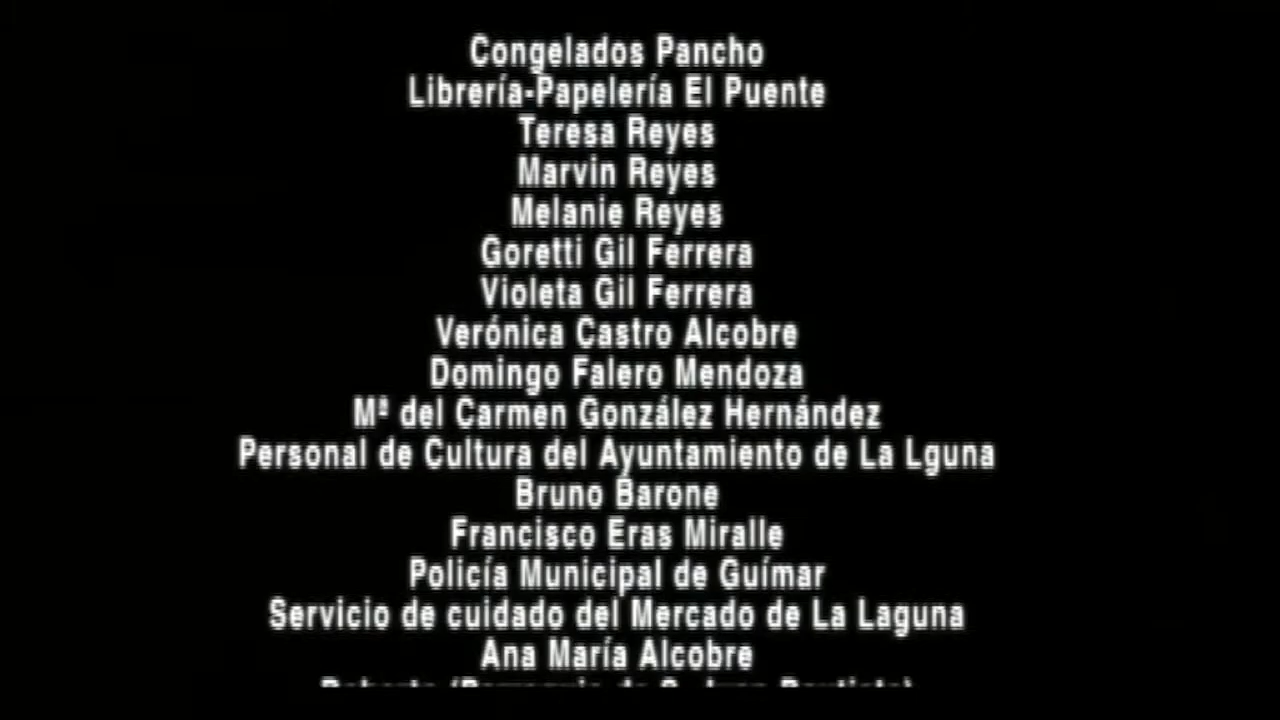 Congelados Pancho
Librería-Papelería El Puente
Teresa Reyes
Marvin Reyes
Melanie Reyes
Goretti Gil Ferrera
Violeta Gil Ferrera
Verónica Castro Alcobre
Domingo Falero Mendoza
Mª del Carmen González Hernández
Personal de Cultura del Ayuntamiento de La Lguna
Bruno Barone
Francisco Eras Miralle
Policía Municipal de Guímar
Servicio de cuidado del Mercado de La Laguna
Ana María Alcobre